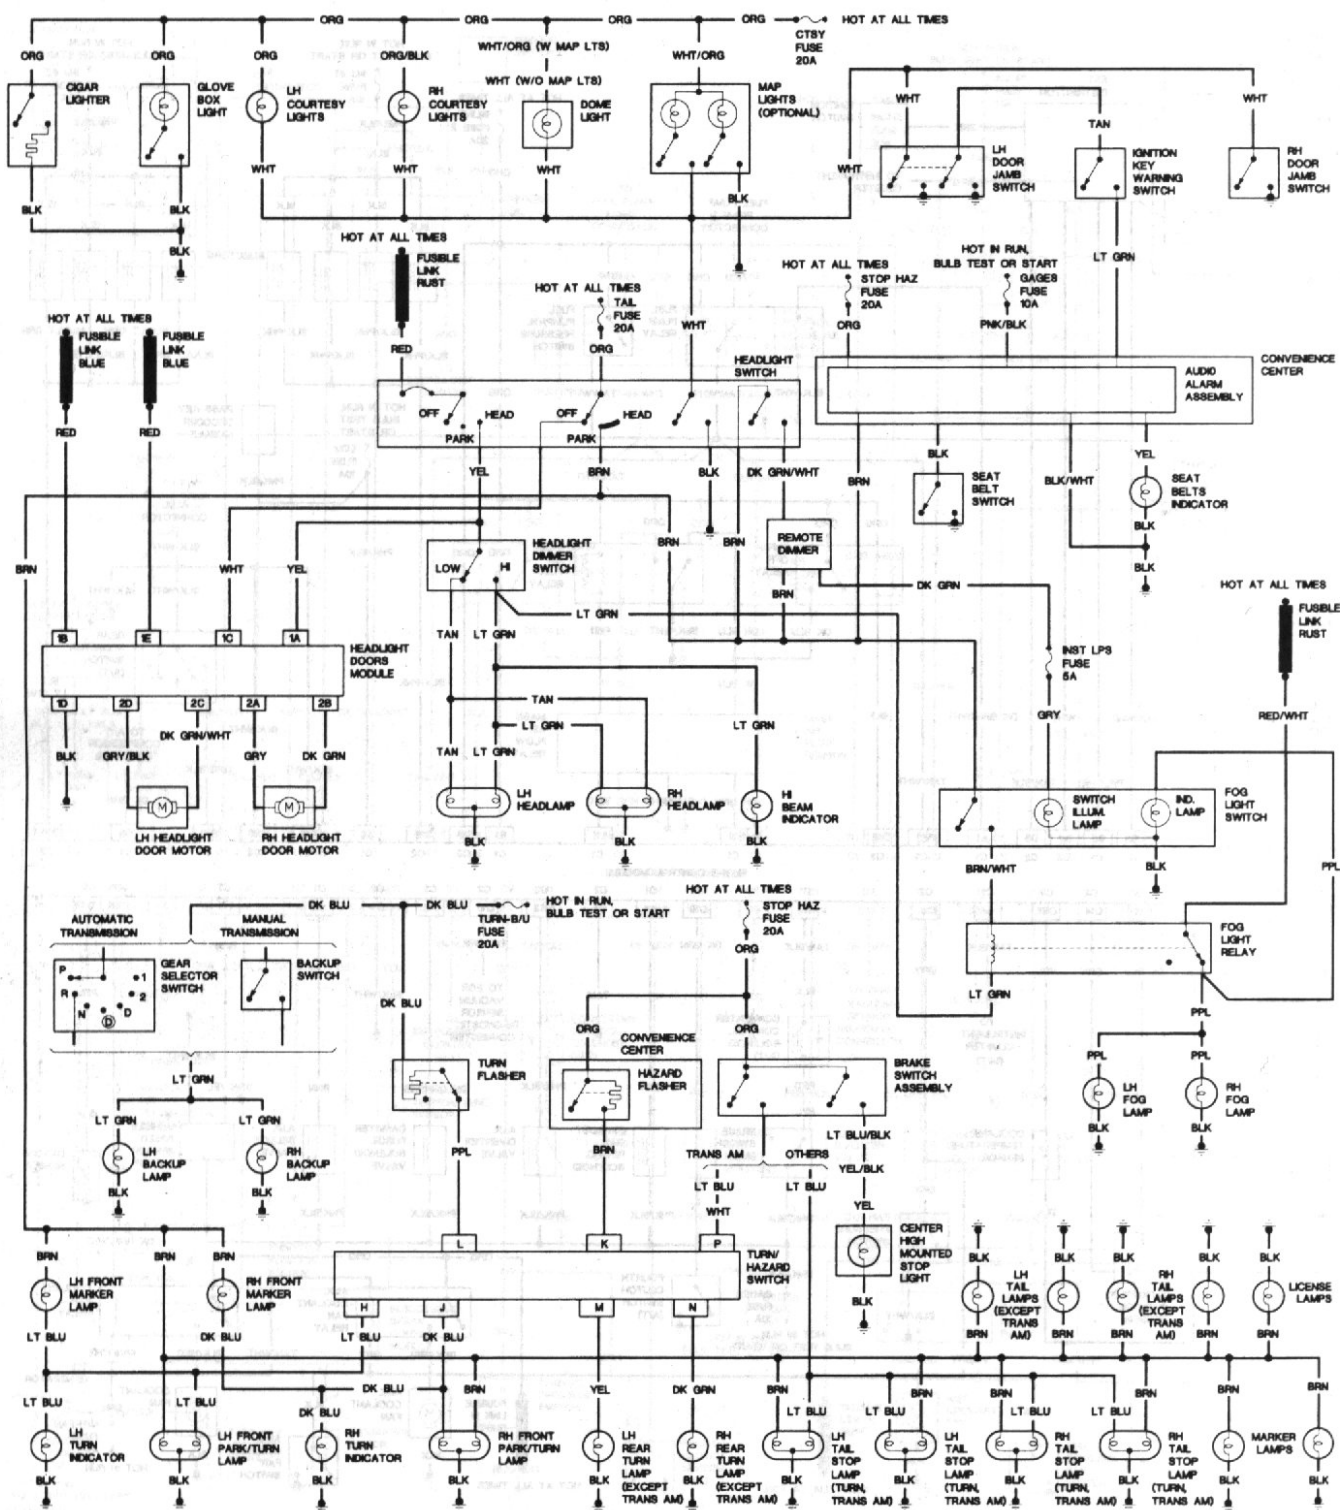 ORG ORG ORG ORG HOT AT ALL TIMES
CTSY
FUSE
20A
ORG ORG ORG ORG/BLK
WHT/ORG (W MAP LTS)
WHT (W/O MAP LTS)
WHT/ORG
CIGAR
LIGHTER
GLOVE
BOX
LIGHT
LH
COURTESY
LIGHTS
RH
COURTESY
LIGHTS
DOME
LIGHT
MAP
LIGHTS
(OPTIONAL)
WHT
TAN
WHT
LH
DOOR
JAMB
SWITCH
IGNITION
KEY
WARNING
SWITCH
RH
DOOR
JAMB
SWITCH
WHT WHT WHT WHT
BLK BLK BLK
BLK
HOT AT ALL TIMES
FUSIBLE
LINK
RUST
HOT AT ALL TIMES
TAIL
FUSE
20A
HOT AT ALL TIMES
STOP HAZ
FUSE
20A
HOT IN RUN,
BULB TEST OR START
GAGES
FUSE
10A
LT GRN
HOT AT ALL TIMES
FUSIBLE
LINK
BLUE
FUSIBLE
LINK
BLUE
RED
ORG
WHT
ORG
PNK/BLK
HEADLIGHT
SWITCH
CONVENIENCE
CENTER
AUDIO
ALARM
ASSEMBLY
OFF HEAD
PARK
OFF HEAD
PARK
RED RED
YEL BRN BLK DK GRN/WHT BRN
BLK
SEAT
BELT
SWITCH
BLK/WHT
YEL
SEAT
BELTS
INDICATOR
BLK
BLK
BRN WHT YEL
HEADLIGHT
DIMMER
SWITCH
LOW HI
BRN BRN
REMOTE
DIMMER
BRN
DK GRN
LT GRN
HOT AT ALL TIMES
FUSIBLE
LINK
RUST
1B 1E 1C 1A
HEADLIGHT
DOORS
MODULE
1D 2D 2C 2A 2B
TAN LT GRN
INST LPS
FUSE
5A
TAN
LT GRN
LT GRN
GRY
RED/WHT
DK GRN/WHT
BLK GRY/BLK GRY DK GRN
TAN LT GRN
M M
LH HEADLIGHT
DOOR MOTOR
RH HEADLIGHT
DOOR MOTOR
LH
HEADLAMP
RH
HEADLAMP
HI
BEAM
INDICATOR
SWITCH
ILLUM.
LAMP
IND.
LAMP
FOG
LIGHT
SWITCH
BLK BLK BLK
BRN/WHT BLK PPL
AUTOMATIC
TRANSMISSION
MANUAL
TRANSMISSION
DK BLU DK BLU
TURN-B/U
FUSE
20A
HOT IN RUN,
BULB TEST OR START
HOT AT ALL TIMES
STOP HAZ
FUSE
20A
ORG
FOG
LIGHT
RELAY
GEAR
SELECTOR
SWITCH
P R N D D 2 1
BACKUP
SWITCH
DK BLU
LT GRN
PPL
ORG
CONVENIENCE
CENTER
ORG
TURN
FLASHER
HAZARD
FLASHER
BRAKE
SWITCH
ASSEMBLY
PPL PPL
LH
FOG
LAMP
RH
FOG
LAMP
BLK BLK
LT GRN
LT GRN LT GRN
LH
BACKUP
LAMP
RH
BACKUP
LAMP
BLK BLK
PPL
BRN
TRANS AM OTHERS
LT BLU LT BLU
WHT
LT BLU/BLK
YEL/BLK
YEL
CENTER
HIGH
MOUNTED
STOP
LIGHT
BLK
BRN BRN BRN
L K P
TURN/
HAZARD
SWITCH
H J M N
LH FRONT
MARKER
LAMP
RH FRONT
MARKER
LAMP
BLK BLK BLK BLK BLK
LH
TAIL
LAMPS
(EXCEPT
TRANS
AM)
RH
TAIL
LAMPS
(EXCEPT
TRANS
AM)
LICENSE
LAMPS
BRN BRN BRN BRN BRN
LT BLU DK BLU LT BLU DK BLU
DK BLU
LT BLU LT BLU DK BLU BRN YEL DK GRN
BRN LT BLU LT BLU BRN BRN LT BLU LT BLU BRN BRN BRN
LH
TURN
INDICATOR
LH FRONT
PARK/TURN
LAMP
RH
TURN
INDICATOR
RH FRONT
PARK/TURN
LAMP
LH
REAR
TURN
LAMP
(EXCEPT
TRANS AM)
RH
REAR
TURN
LAMP
(EXCEPT
TRANS AM)
LH
TAIL
STOP
LAMP
(TURN,
TRANS AM)
LH
TAIL
STOP
LAMP
(TURN,
TRANS AM)
RH
TAIL
STOP
LAMP
(TURN,
TRANS AM)
RH
TAIL
STOP
LAMP
(TURN,
TRANS AM)
MARKER
LAMPS
BLK BLK BLK BLK BLK BLK BLK BLK BLK BLK BLK BLK